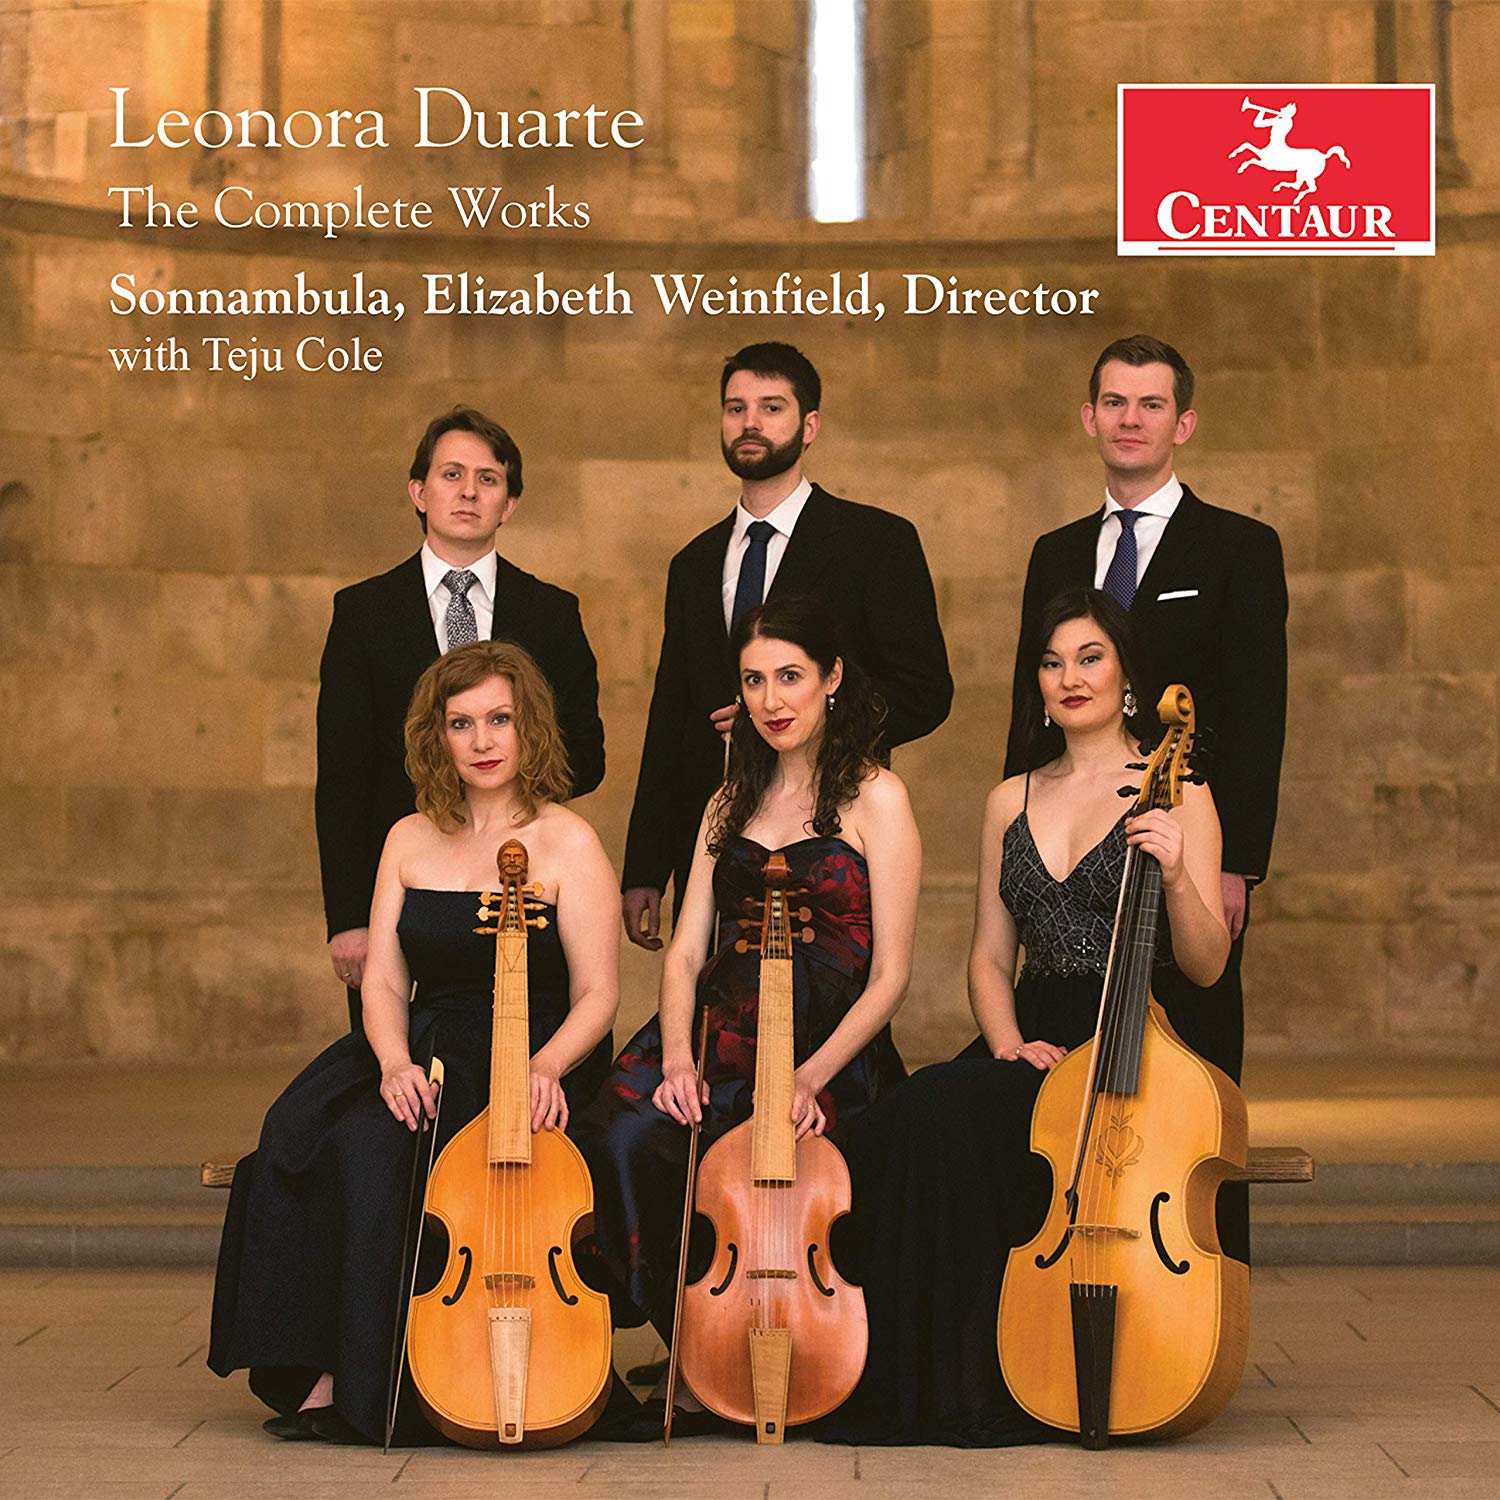 Leonora Duarte
The Complete Works
Sonnambula, Elizabeth Weinfield, Director
with Teju Cole
CENTAUR